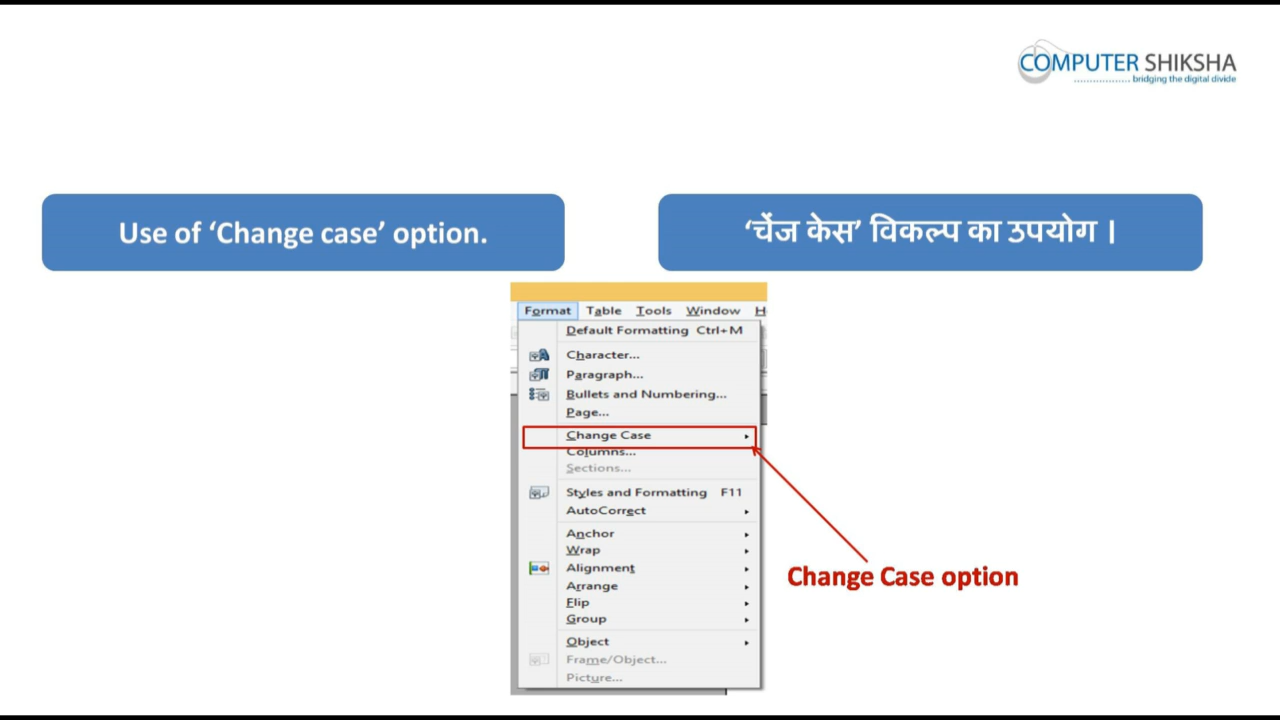 COMPUTER SHIKSHA
.................. bridging the digital divide
Use of ‘Change case’ option.
‘चेंज केस’ विकल्प का उपयोग |
Format Table Tools Window H
Default Formatting Ctrl+M
Character...
Paragraph...
Bullets and Numbering...
Page...
Change Case
Columns...
Sections...
Styles and Formatting F11
AutoCorrect
Anchor
Wrap
Alignment
Arrange
Flip
Group
Object
Frame/Object...
Picture...
Change Case option